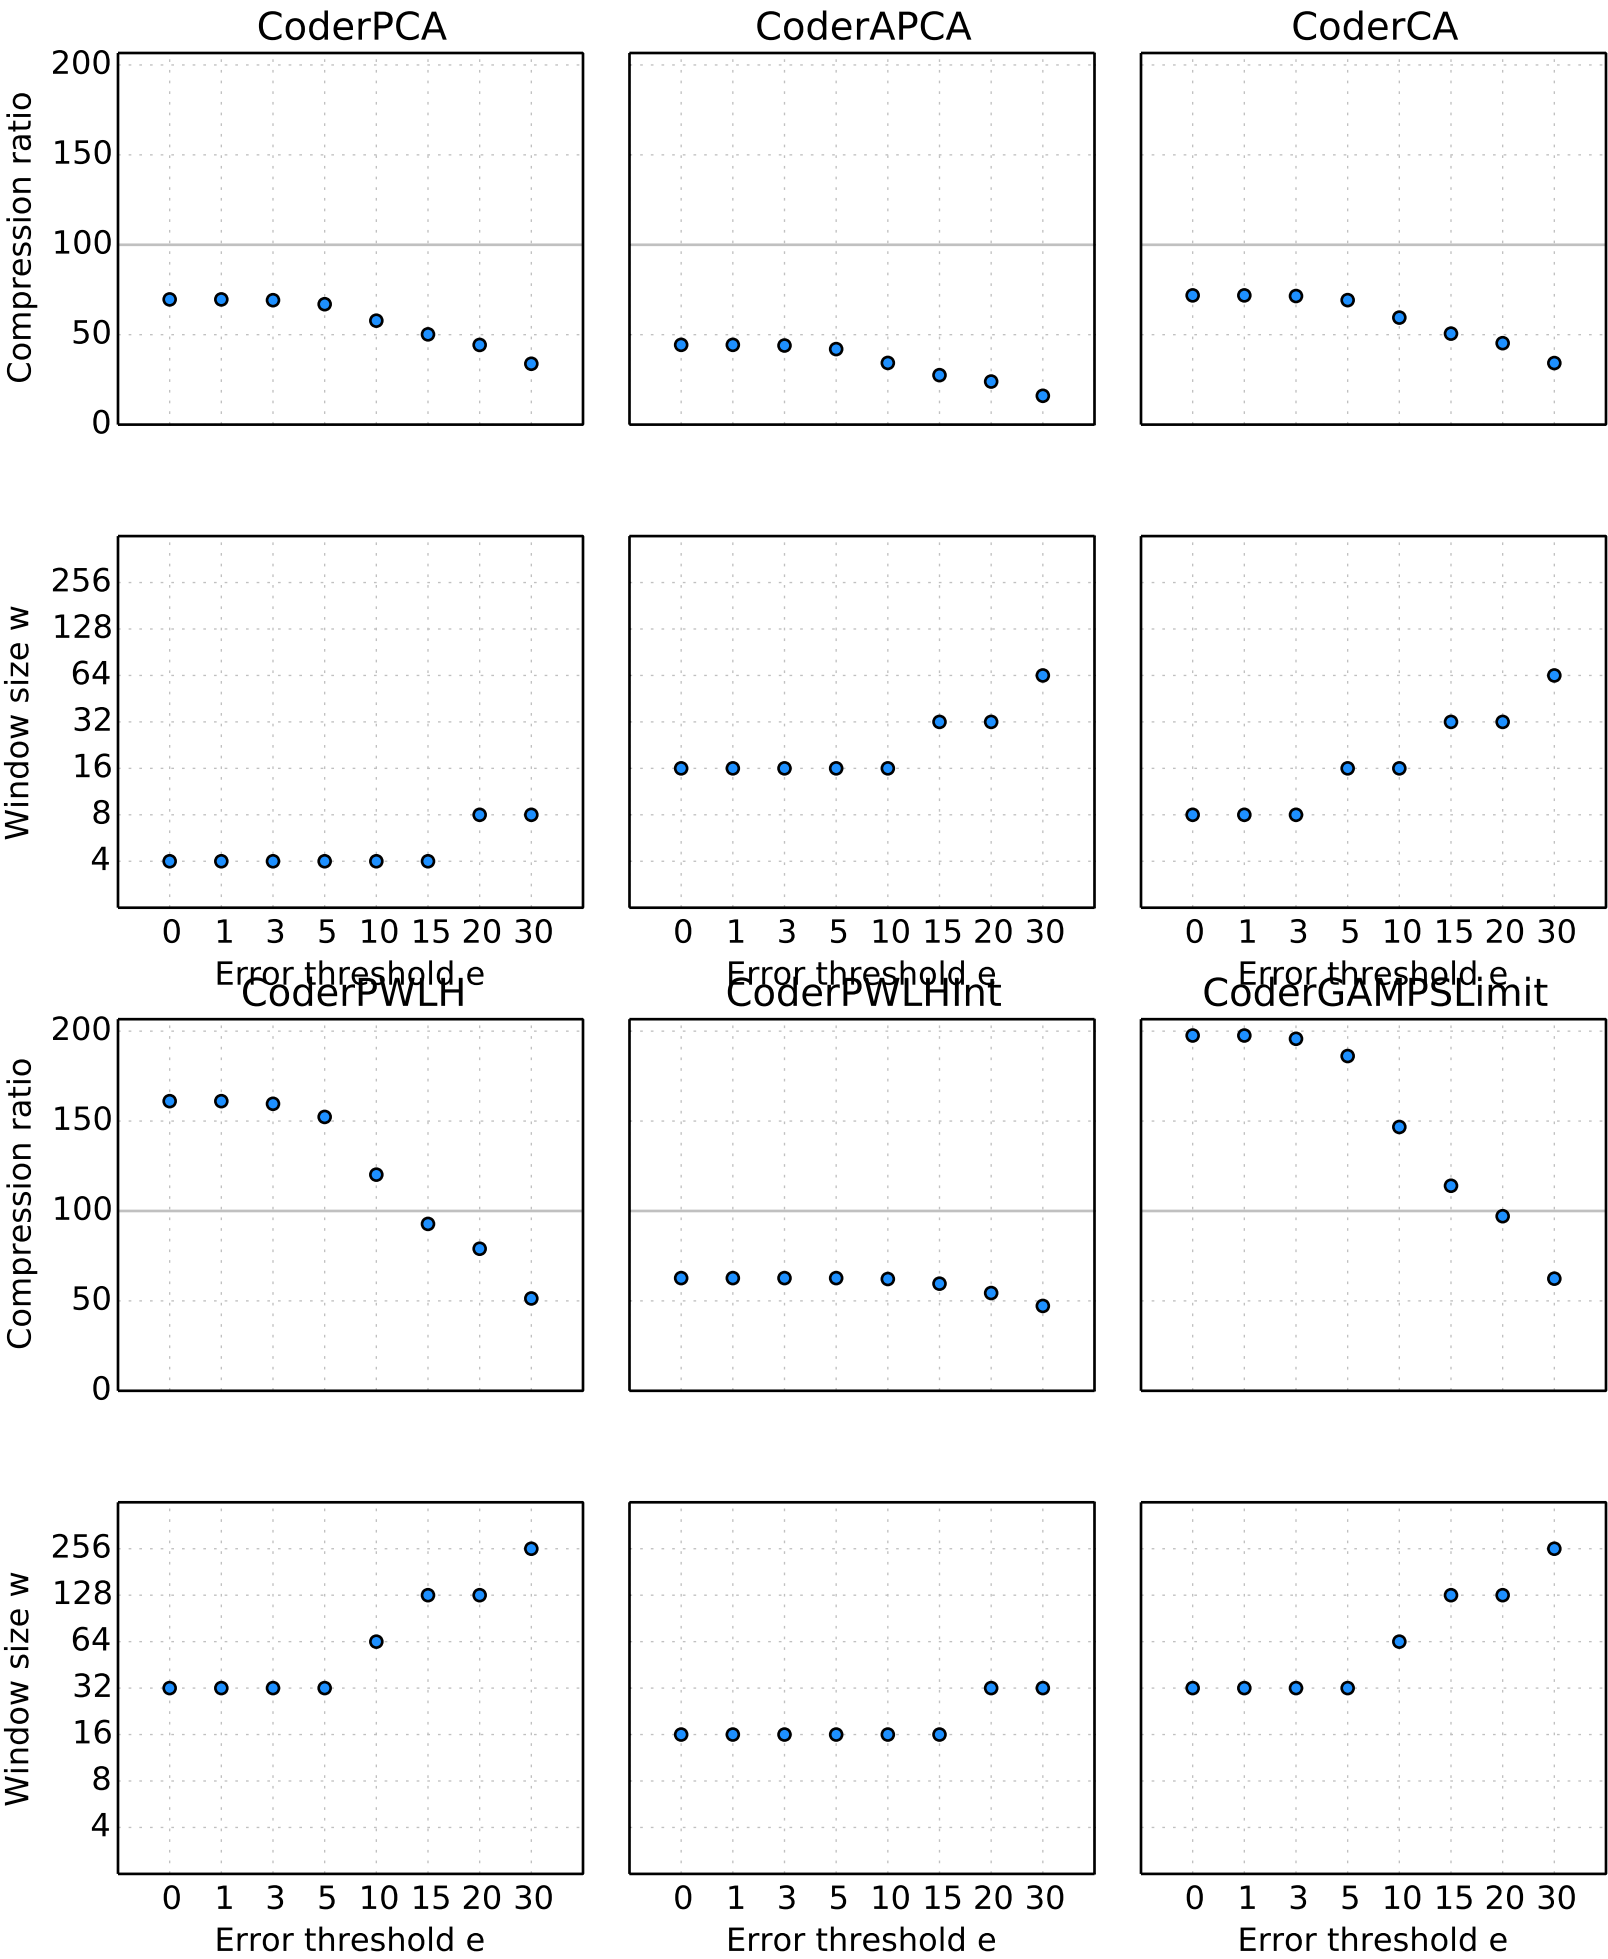 CoderPCA CoderAPCA CoderCA
Compression ratio
200
150
100
50
0
Window size w
256
128
64
32
16
8
4
0 1 3 5 10 15 20 30 0 1 3 5 10 15 20 30 0 1 3 5 10 15 20 30
Error threshold e Error threshold e Error threshold e
CoderPWLH CoderPWLHInt CoderGAMPSLimit
Compression ratio
200
150
100
50
0
Window size w
256
128
64
32
16
8
4
0 1 3 5 10 15 20 30 0 1 3 5 10 15 20 30 0 1 3 5 10 15 20 30
Error threshold e Error threshold e Error threshold e